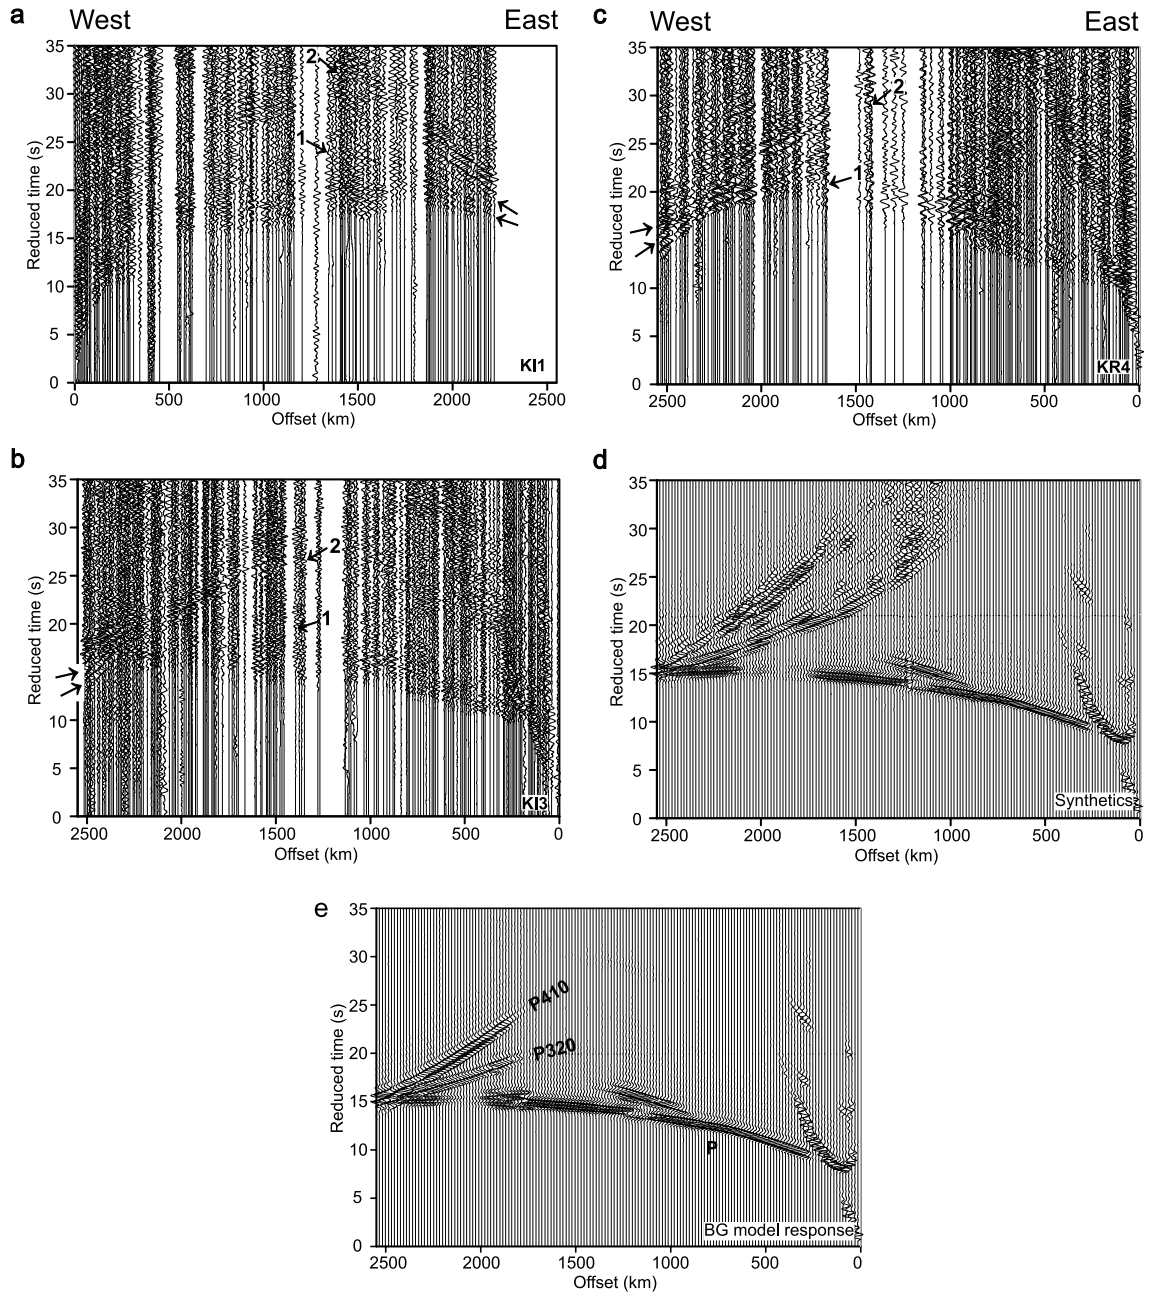 a West East
35
30
25
20
15
10
5
0
Reduced time (s)
2
1
KI1
0 500 1000 1500 2000 2500
Offset (km)
c West East
35
30
25
20
15
10
5
0
Reduced time (s)
2
1
KR4
2500 2000 1500 1000 500 0
Offset (km)
b
35
30
25
20
15
10
5
0
Reduced time (s)
2
1
KI3
2500 2000 1500 1000 500 0
Offset (km)
d
35
30
25
20
15
10
5
0
Reduced time (s)
Synthetics
2500 2000 1500 1000 500 0
Offset (km)
e
35
30
25
20
15
10
5
0
Reduced time (s)
P410
P320
P
BG model response
2500 2000 1500 1000 500 0
Offset (km)